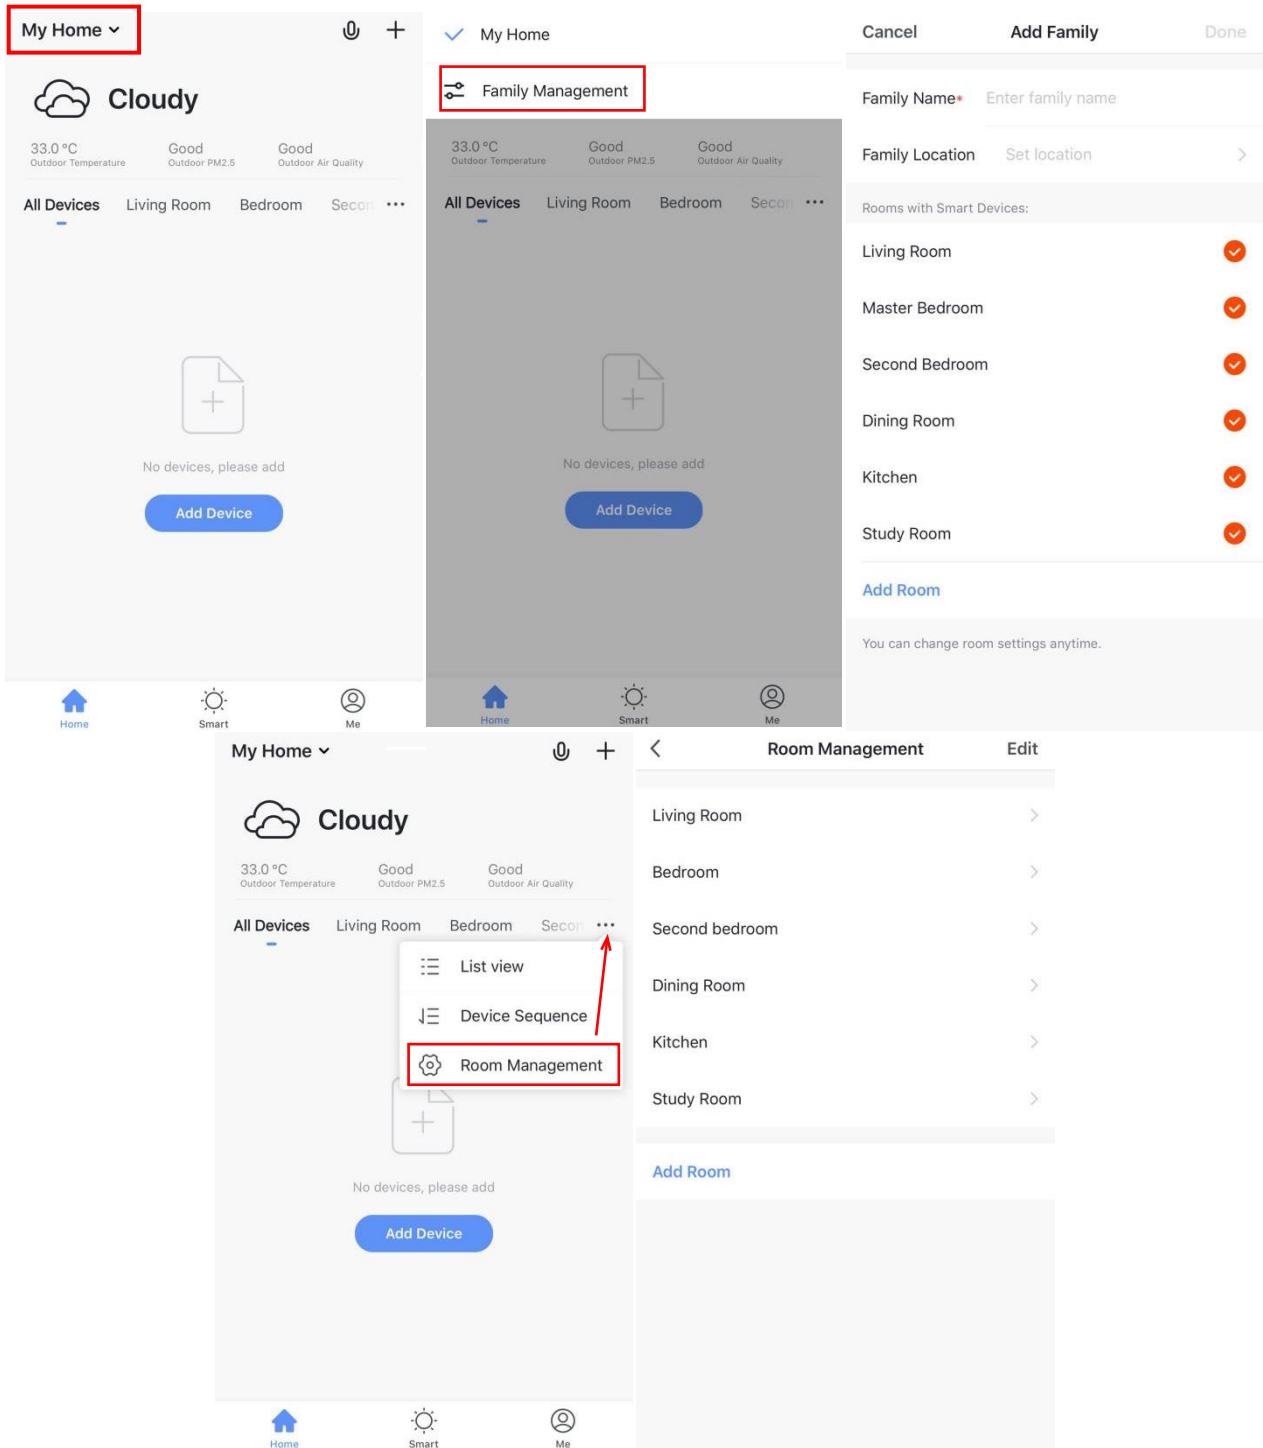 My Home
Cloudy
33.0 °C Good Good
Outdoor Temperature Outdoor PM2.5 Outdoor Air Quality
All Devices Living Room Bedroom Secon
No devices, please add
Add Device
Home Smart Me
My Home
Family Management
33.0 °C Good Good
Outdoor Temperature Outdoor PM2.5 Outdoor Air Quality
All Devices Living Room Bedroom Secon
No devices, please add
Add Device
Home Smart Me
Cancel Add Family Done
Family Name* Enter family name
Family Location Set location
Rooms with Smart Devices:
Living Room
Master Bedroom
Second Bedroom
Dining Room
Kitchen
Study Room
Add Room
You can change room settings anytime.
My Home
Cloudy
33.0 °C Good Good
Outdoor Temperature Outdoor PM2.5 Outdoor Air Quality
All Devices Living Room Bedroom Secon
List view
Device Sequence
Room Management
No devices, please add
Add Device
Home Smart Me
Room Management Edit
Living Room
Bedroom
Second bedroom
Dining Room
Kitchen
Study Room
Add Room